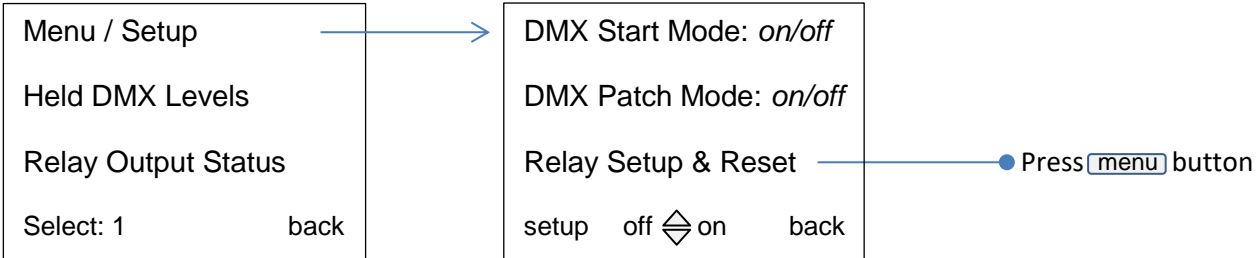 Menu / Setup
Held DMX Levels
Relay Output Status
Select: 1 back
DMX Start Mode: on/off
DMX Patch Mode: on/off
Relay Setup & Reset
setup off on back
Press menu button